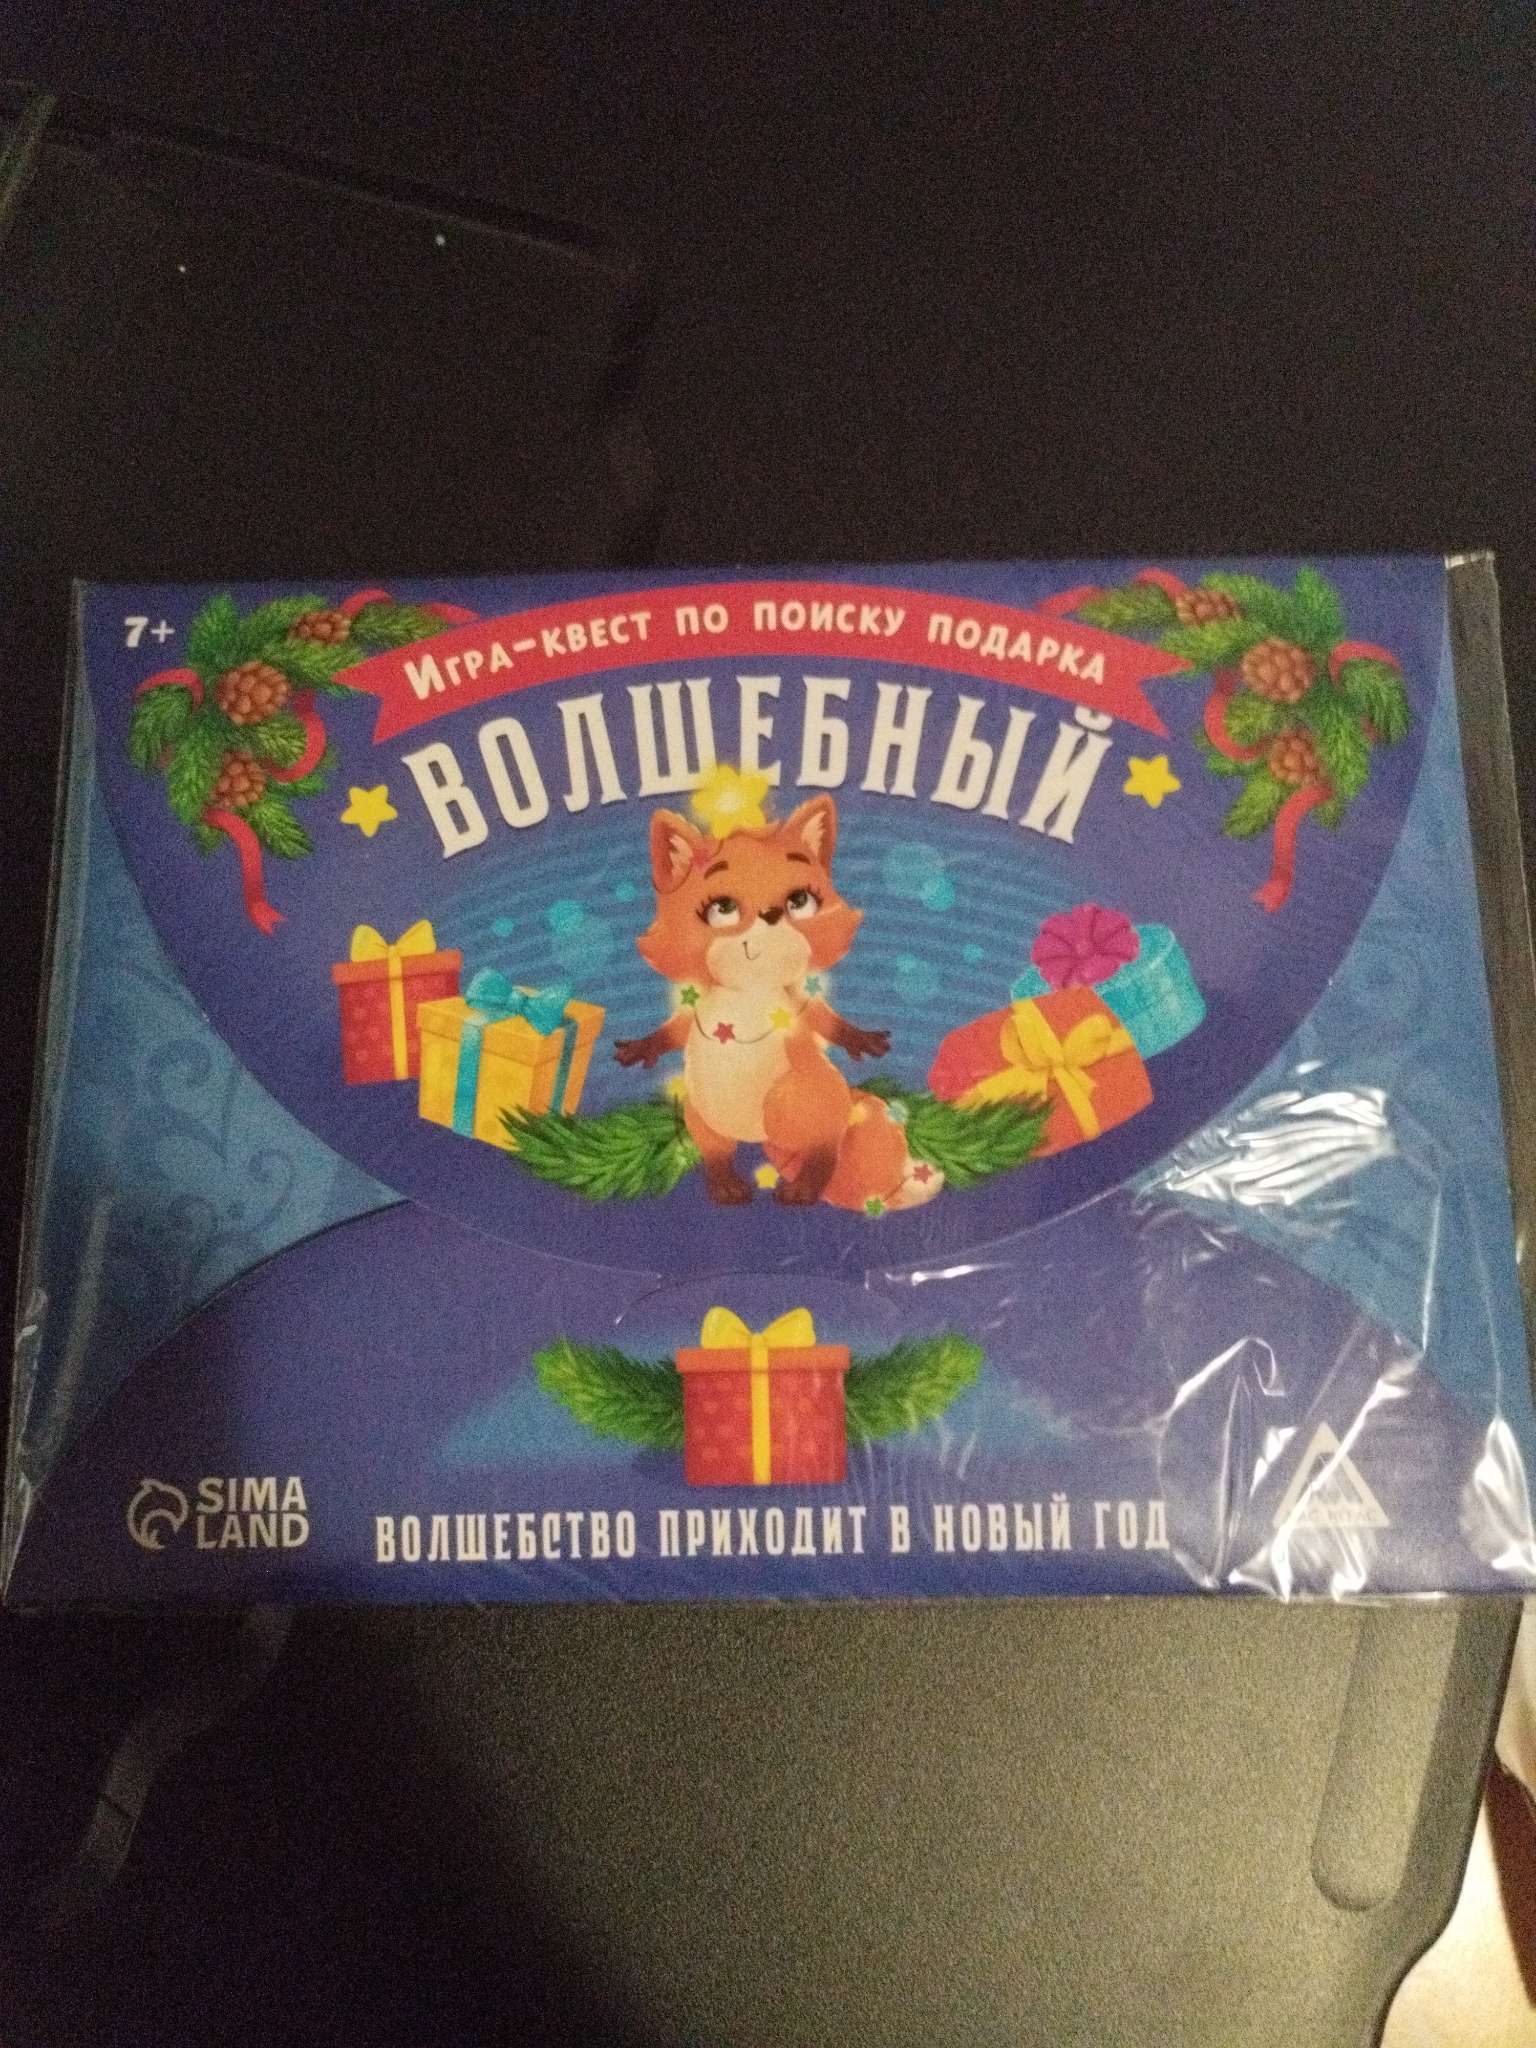 7+
Игра-квест по поиску подарка
ВОЛШЕБНЫЙ
SIMA
LAND
ВОЛШЕБСТВО ПРИХОДИТ В НОВЫЙ ГОД